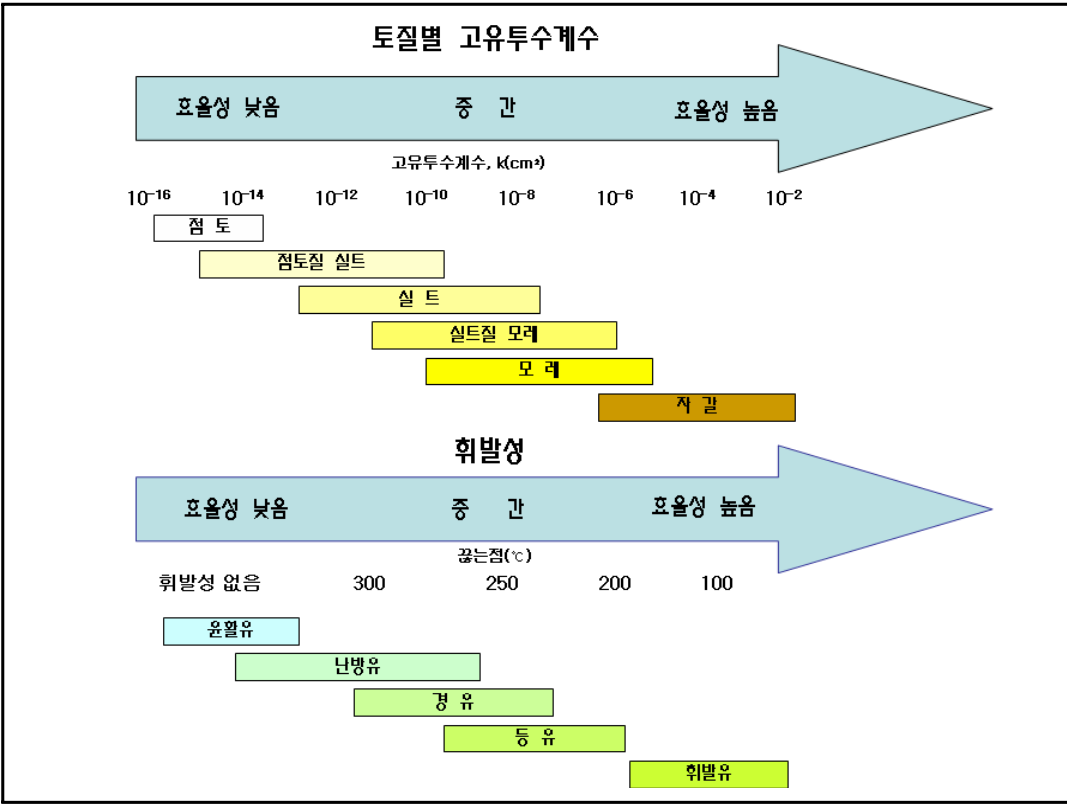 토질별 고유투수계수
효율성 낮음 중 간 효율성 높음
고유투수계수, k(cm²)
10⁻¹⁶ 10⁻¹⁴ 10⁻¹² 10⁻¹⁰ 10⁻⁸ 10⁻⁶ 10⁻⁴ 10⁻²
점 토
점토질 실트
실 트
실트질 모레
모 레
자 갈
휘발성
효율성 낮음 중 간 효율성 높음
끓는점(℃)
휘발성 없음 300 250 200 100
윤활유
난방유
경 유
등 유
휘발유